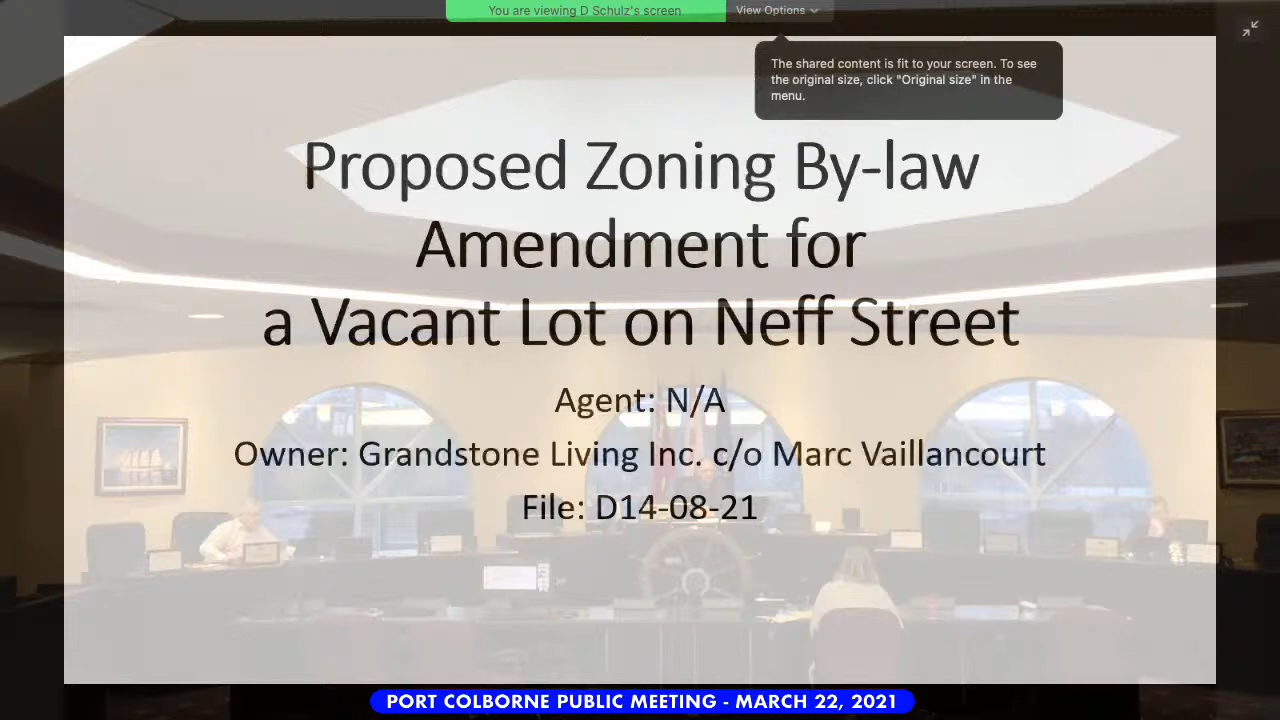 You are viewing D Schulz's screen
View Options
The shared content is fit to your screen. To see
the original size, click "Original size" in the
menu.
Proposed Zoning By-law
Amendment for
a Vacant Lot on Neff Street
Agent: N/A
Owner: Grandstone Living Inc. c/o Marc Vaillancourt
File: D14-08-21
PORT COLBORNE PUBLIC MEETING - MARCH 22, 2021